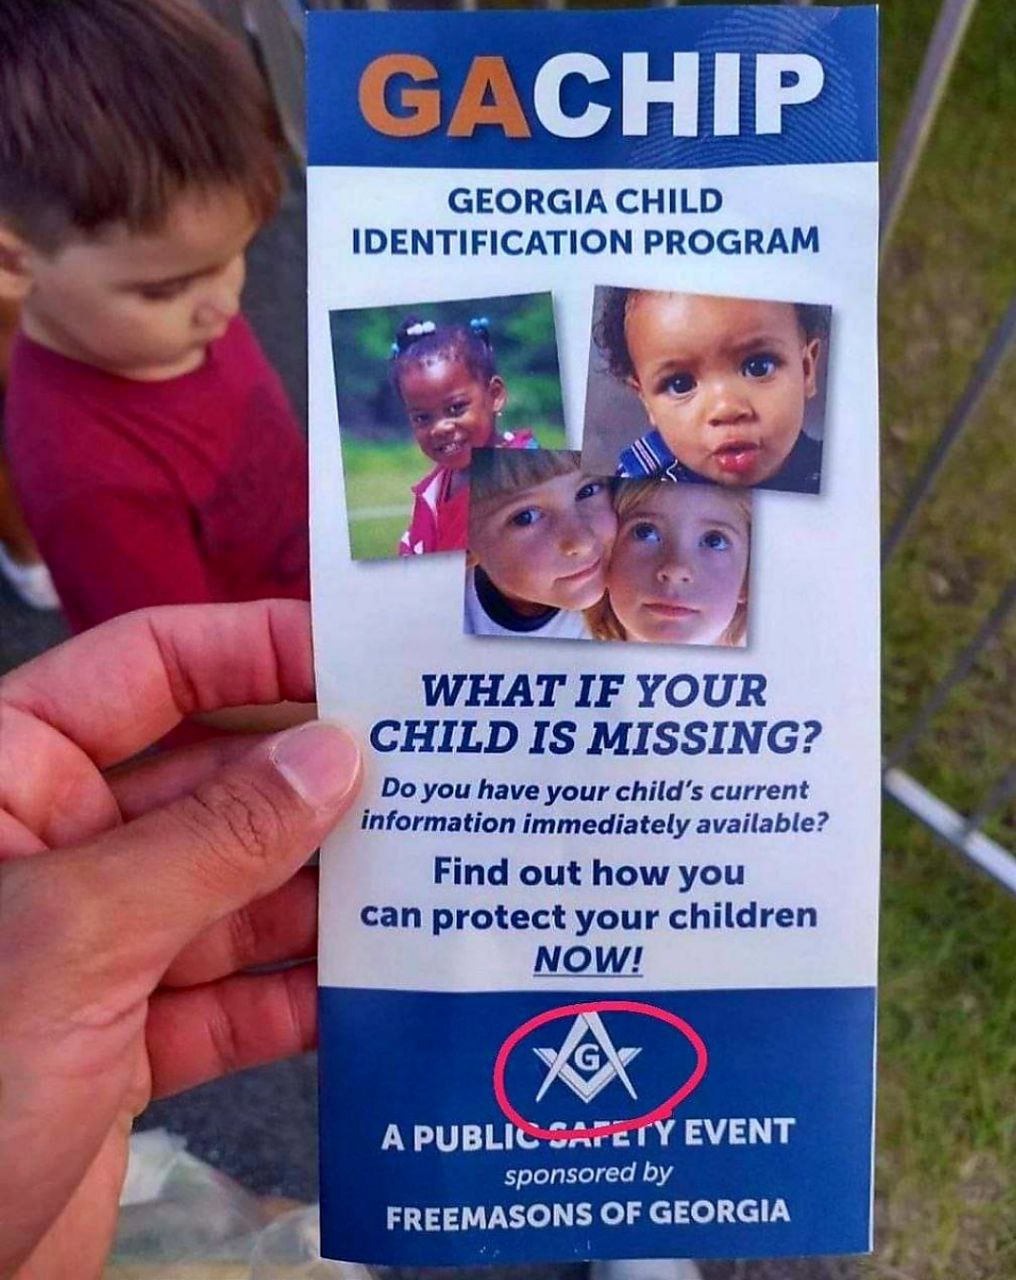 GACHIP
GEORGIA CHILD
IDENTIFICATION PROGRAM
WHAT IF YOUR
CHILD IS MISSING?
Do you have your child's current
information immediately available?
Find out how you
can protect your children
NOW!
G
A PUBLIC SAFETY EVENT
sponsored by
FREEMASONS OF GEORGIA